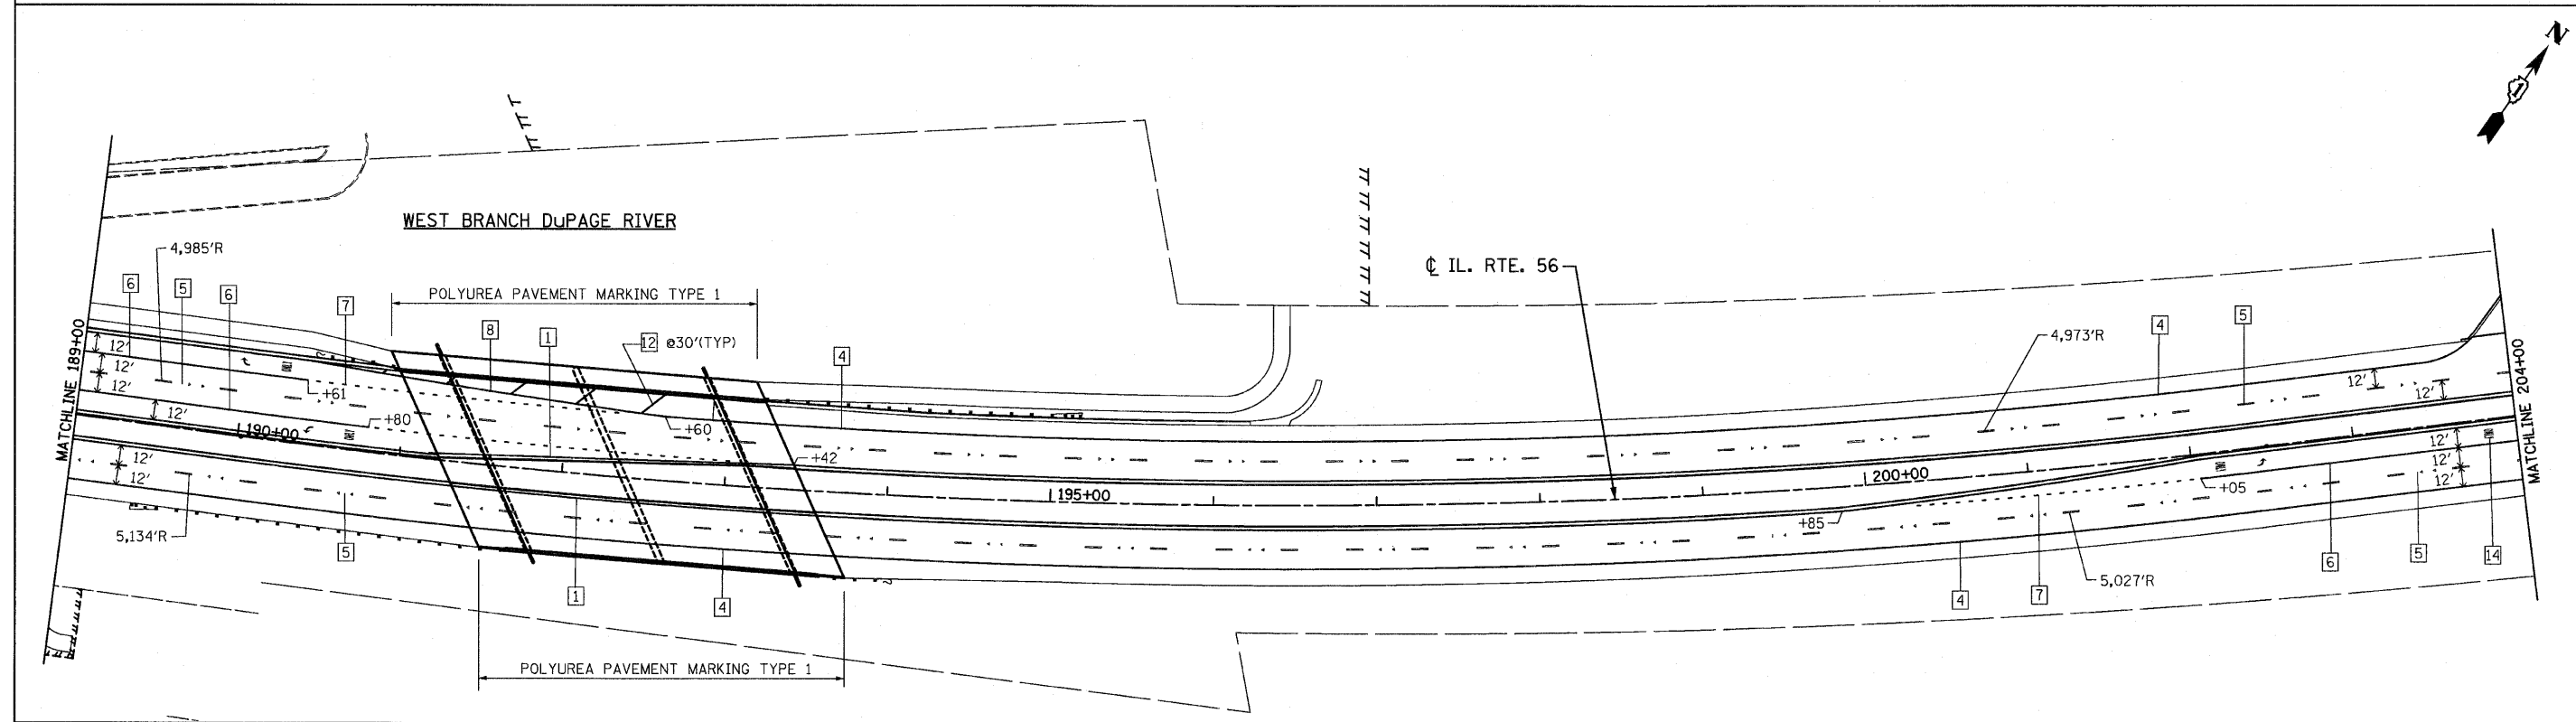 N
1
WEST BRANCH DuPAGE RIVER
℄ IL. RTE. 56
4,985'R
POLYUREA PAVEMENT MARKING TYPE 1
6
5
6
7
8
1
12 @30'(TYP)
4
4,973'R
4
5
MATCHLINE 189+00
12'
12'
12'
12'
ONLY
+61
+80
ONLY
190+00
+60
+42
195+00
200+00
12'
12'
MATCHLINE 204+00
12'
12'
5,134'R
5
1
4
+85
+05
12'
12'
12'
4
7
5,027'R
6
5
14
POLYUREA PAVEMENT MARKING TYPE 1